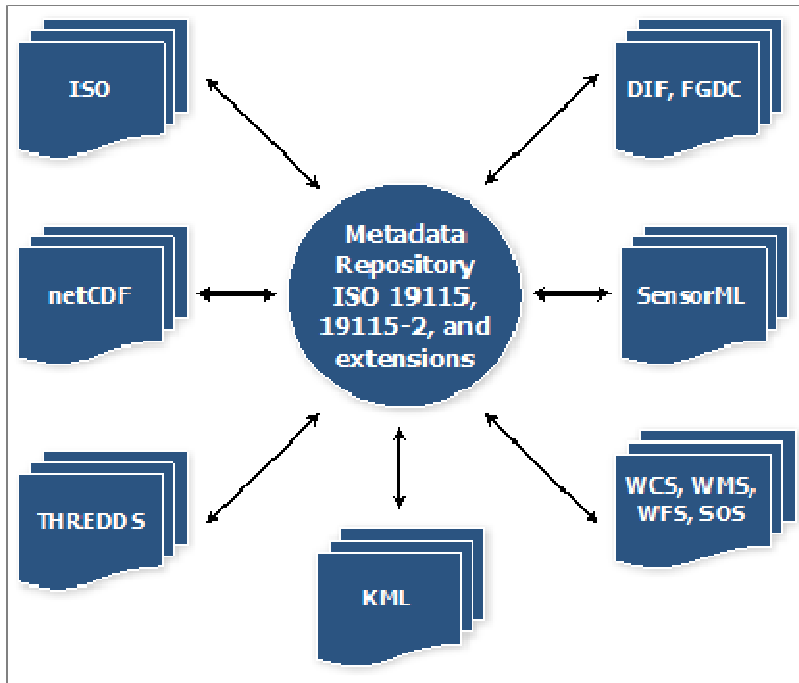 ISO
DIF, FGDC
Metadata
Repository
ISO 19115,
19115-2, and
extensions
netCDF
SensorML
THREDDS
WCS, WMS,
WFS, SOS
KML